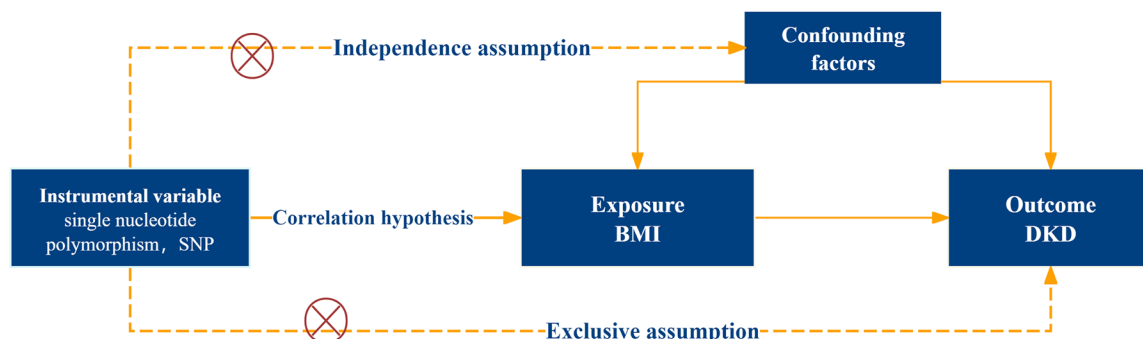 Independence assumption
Confounding
factors
Instrumental variable
single nucleotide
polymorphism，SNP
Correlation hypothesis
Exposure
BMI
Outcome
DKD
Exclusive assumption